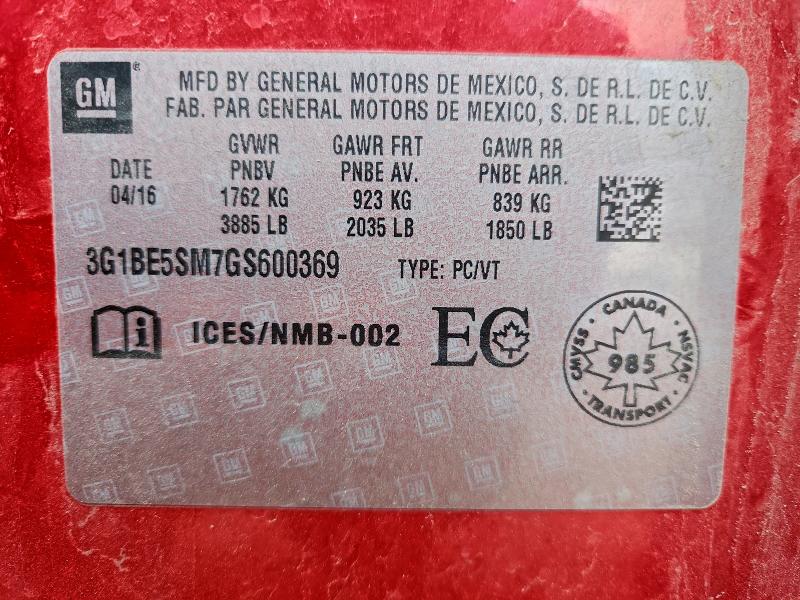 GM
MFD BY GENERAL MOTORS DE MEXICO, S. DE R.L. DE C.V.
FAB. PAR GENERAL MOTORS DE MEXICO, S. DE R.L. DE C.V.
GVWR GAWR FRT GAWR RR
DATE PNBV PNBE AV. PNBE ARR.
04/16 1762 KG 923 KG 839 KG
3885 LB 2035 LB 1850 LB
3G1BE5SM7GS600369 TYPE: PC/VT
i ICES/NMB-002 EC
CANADA
CMVSS 985 NSVAC
TRANSPORT